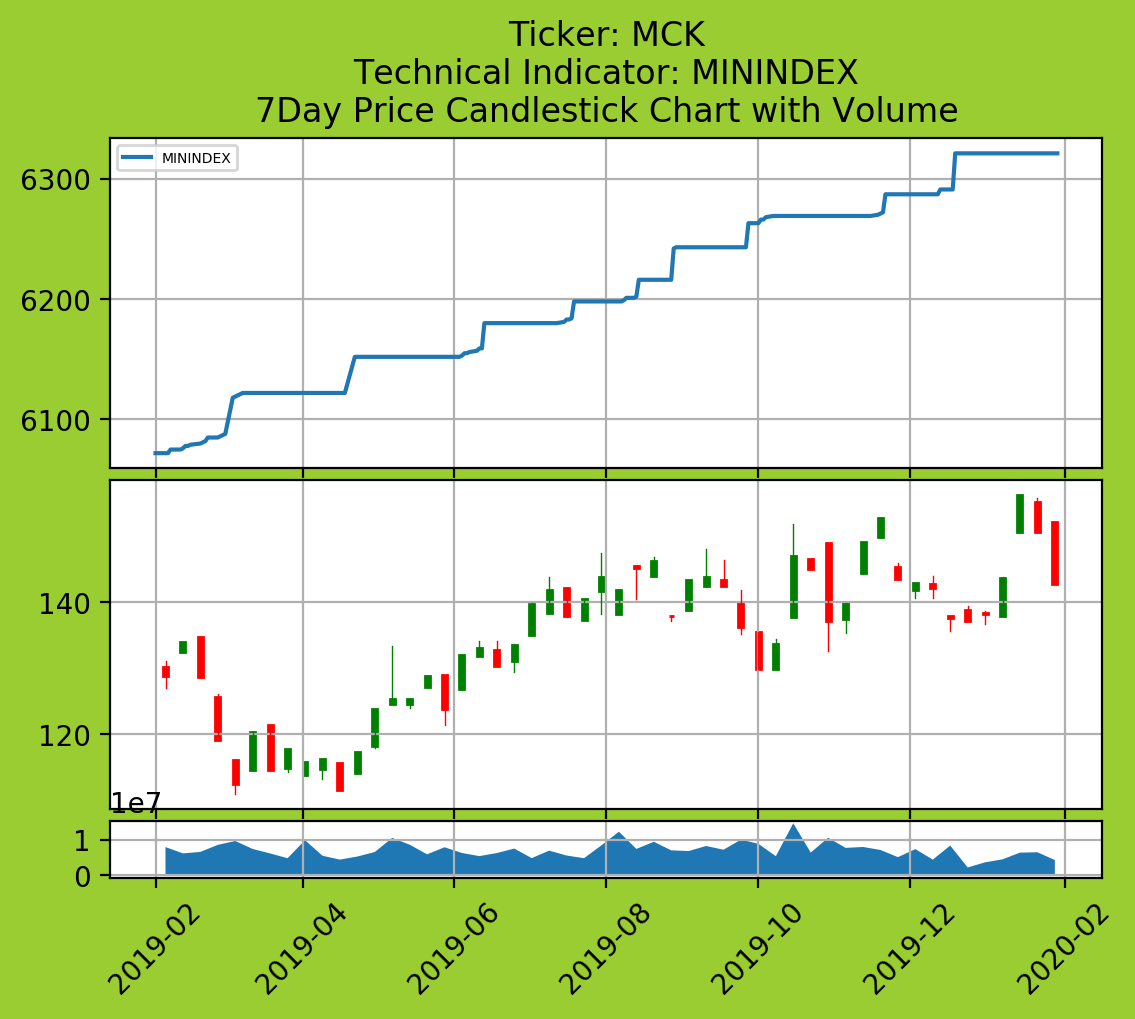 Ticker: MCK
Technical Indicator: MININDEX
7Day Price Candlestick Chart with Volume
MININDEX
6300
6200
6100
140
120
1e7
1
0
2019-02
2019-04
2019-06
2019-08
2019-10
2019-12
2020-02